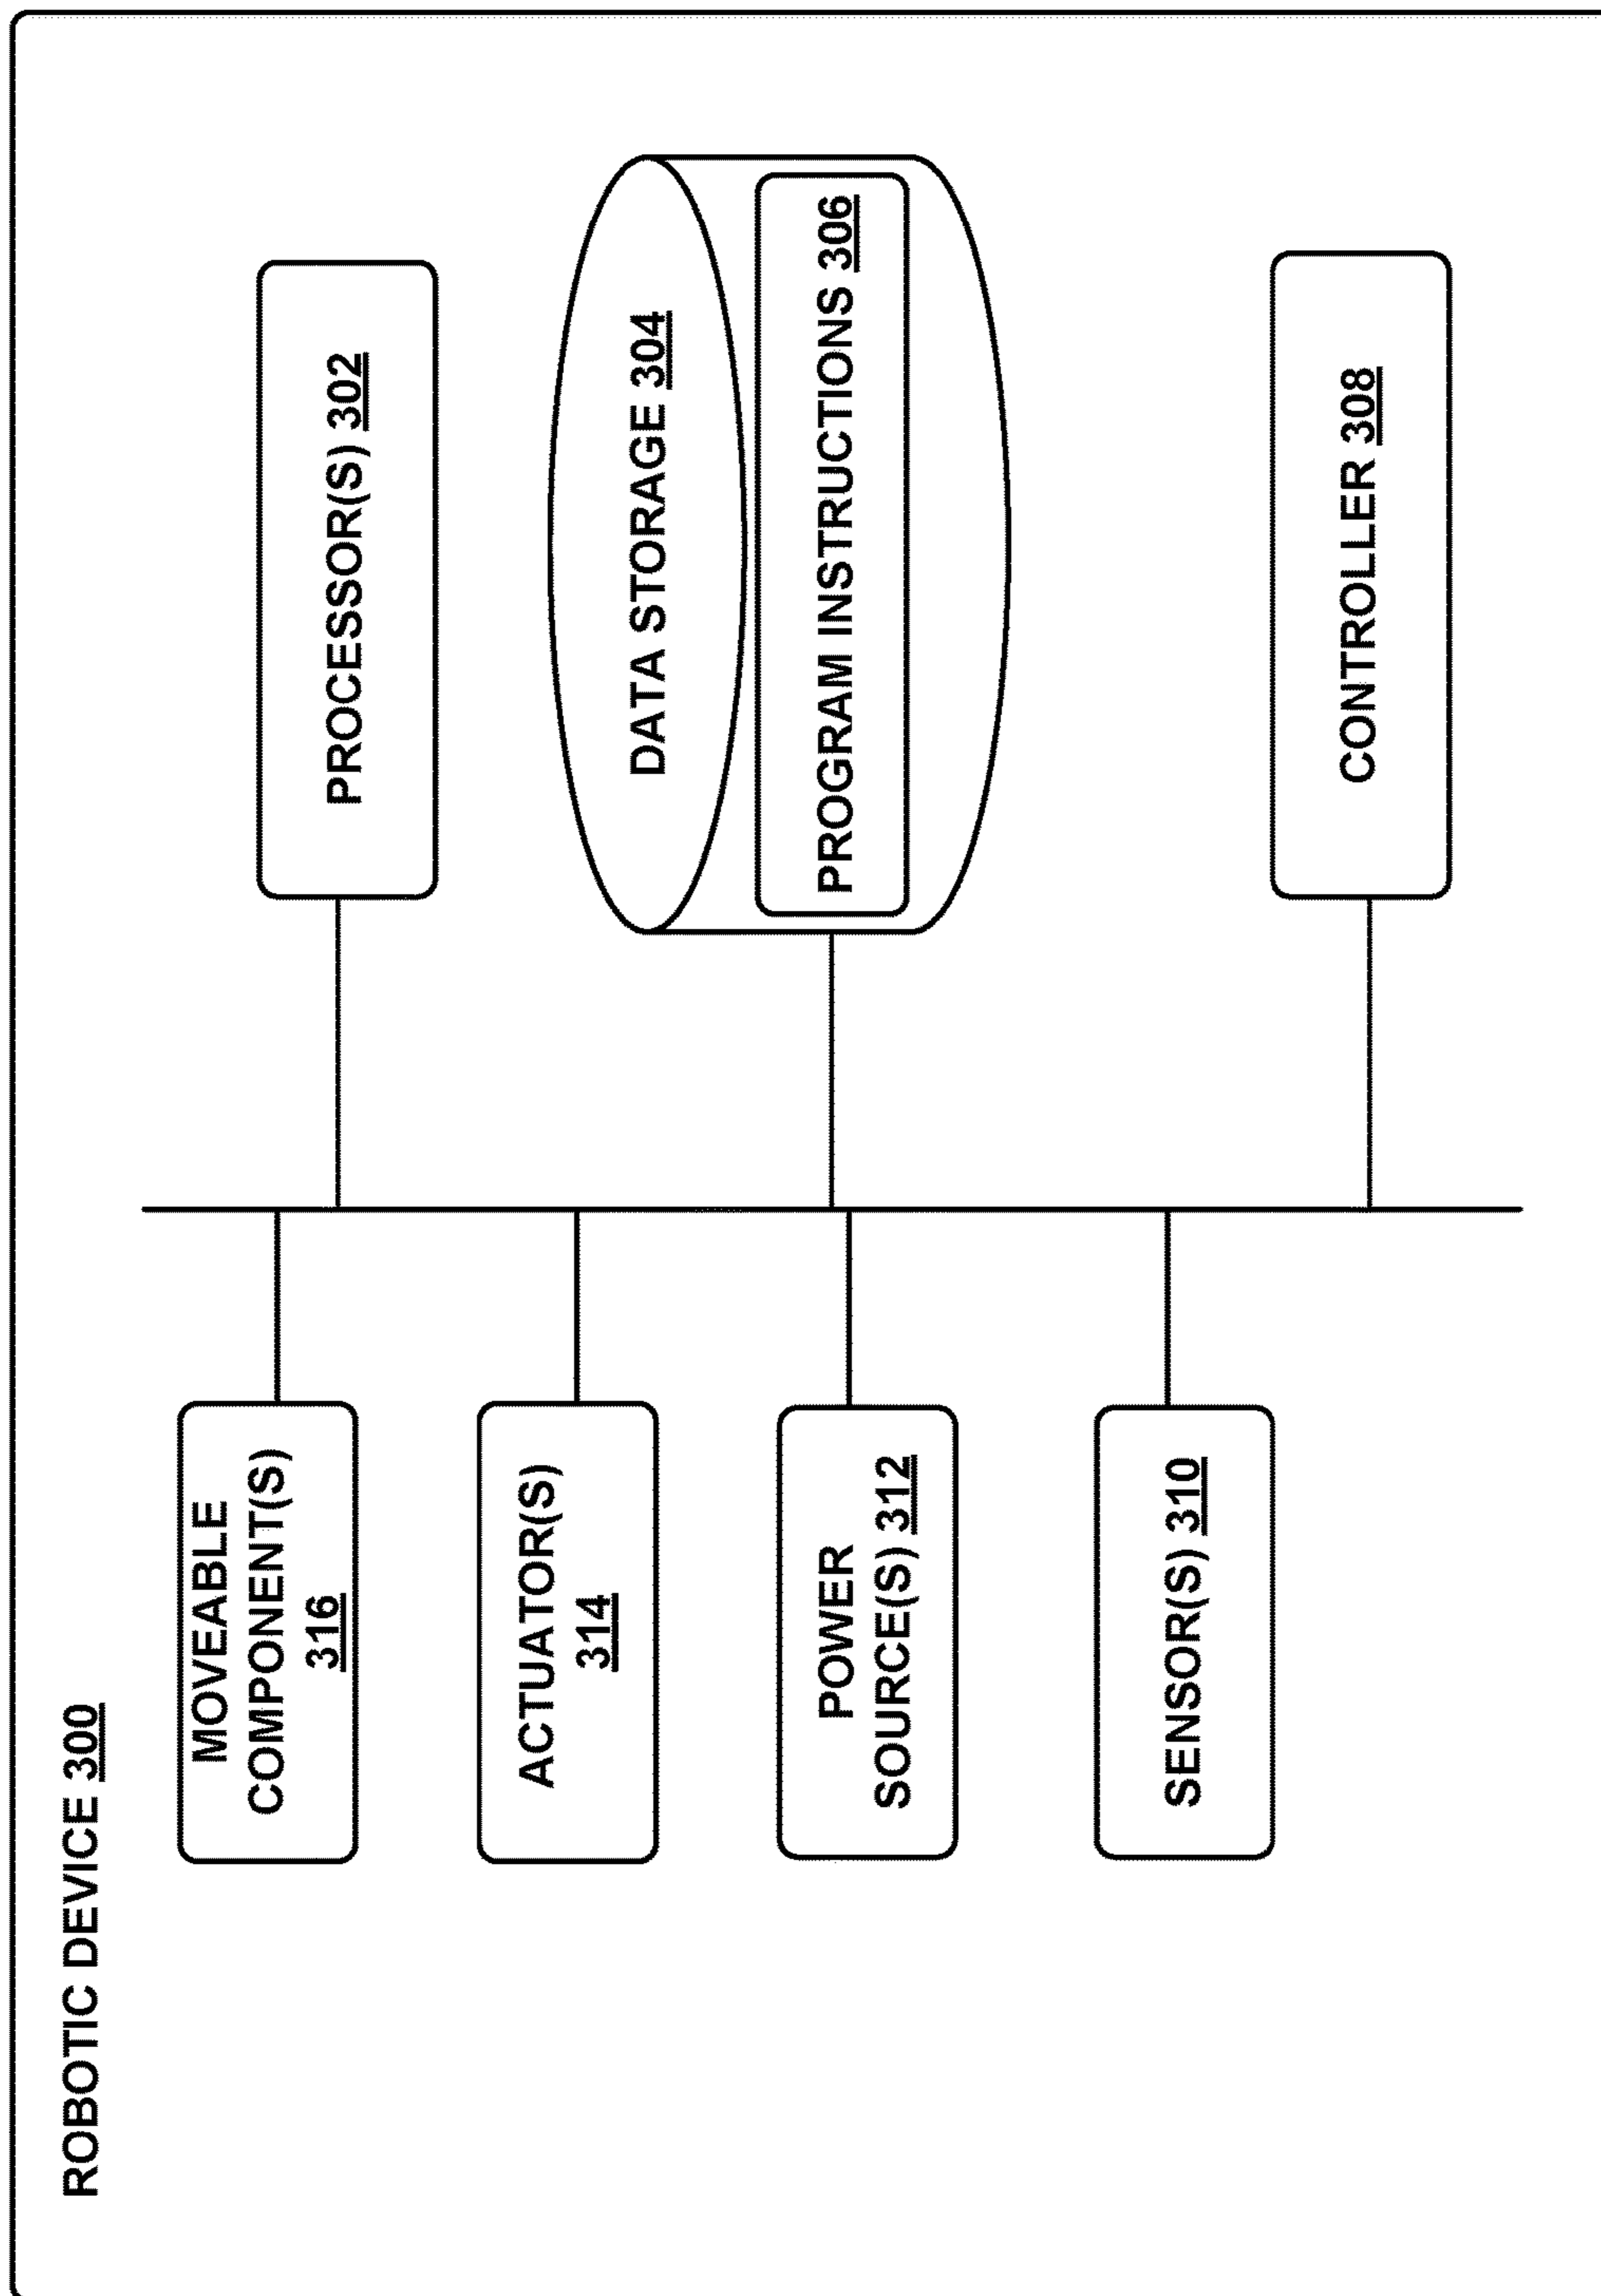 ROBOTIC DEVICE 300
MOVEABLE
COMPONENT(S)
316
ACTUATOR(S)
314
POWER
SOURCE(S) 312
SENSOR(S) 310
PROCESSOR(S) 302
DATA STORAGE 304
PROGRAM INSTRUCTIONS 306
CONTROLLER 308